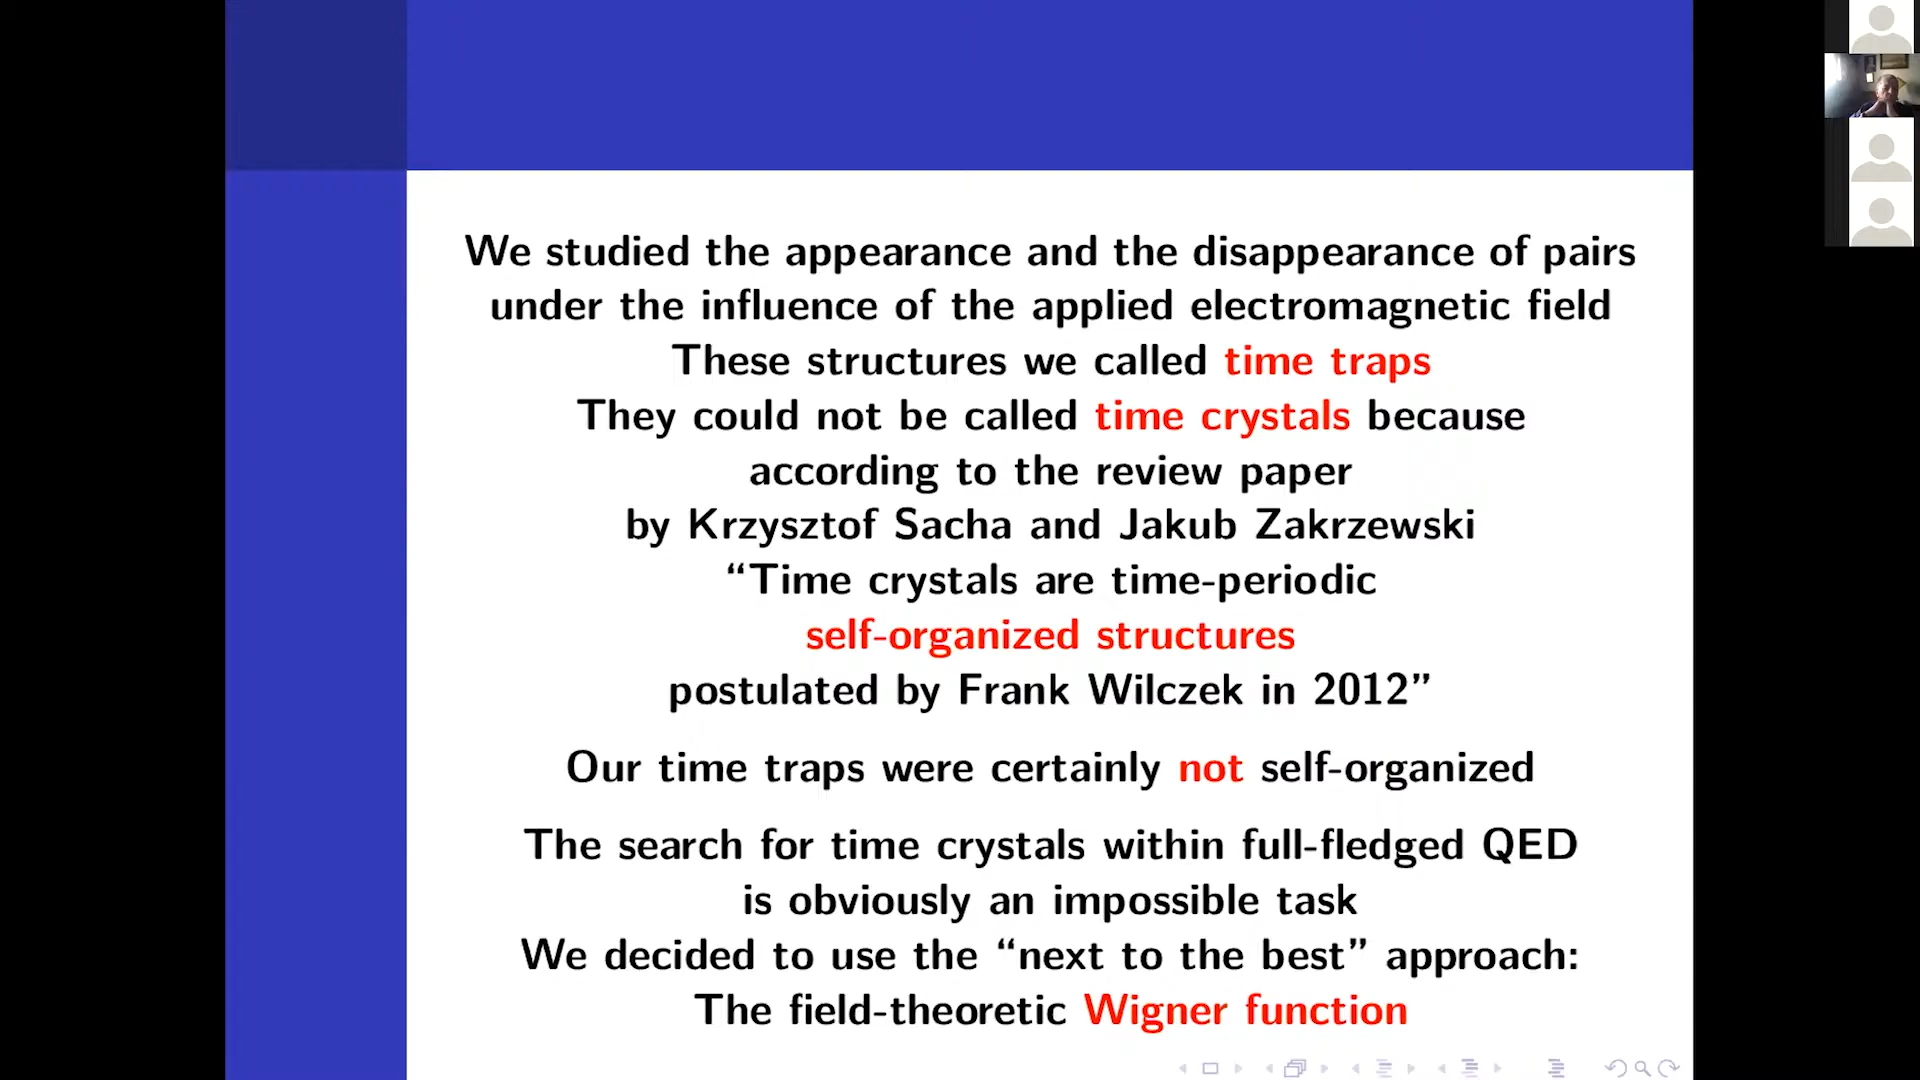 We studied the appearance and the disappearance of pairs
under the influence of the applied electromagnetic field
These structures we called time traps
They could not be called time crystals because
according to the review paper
by Krzysztof Sacha and Jakub Zakrzewski
“Time crystals are time-periodic
self-organized structures
postulated by Frank Wilczek in 2012”
Our time traps were certainly not self-organized
The search for time crystals within full-fledged QED
is obviously an impossible task
We decided to use the “next to the best” approach:
The field-theoretic Wigner function